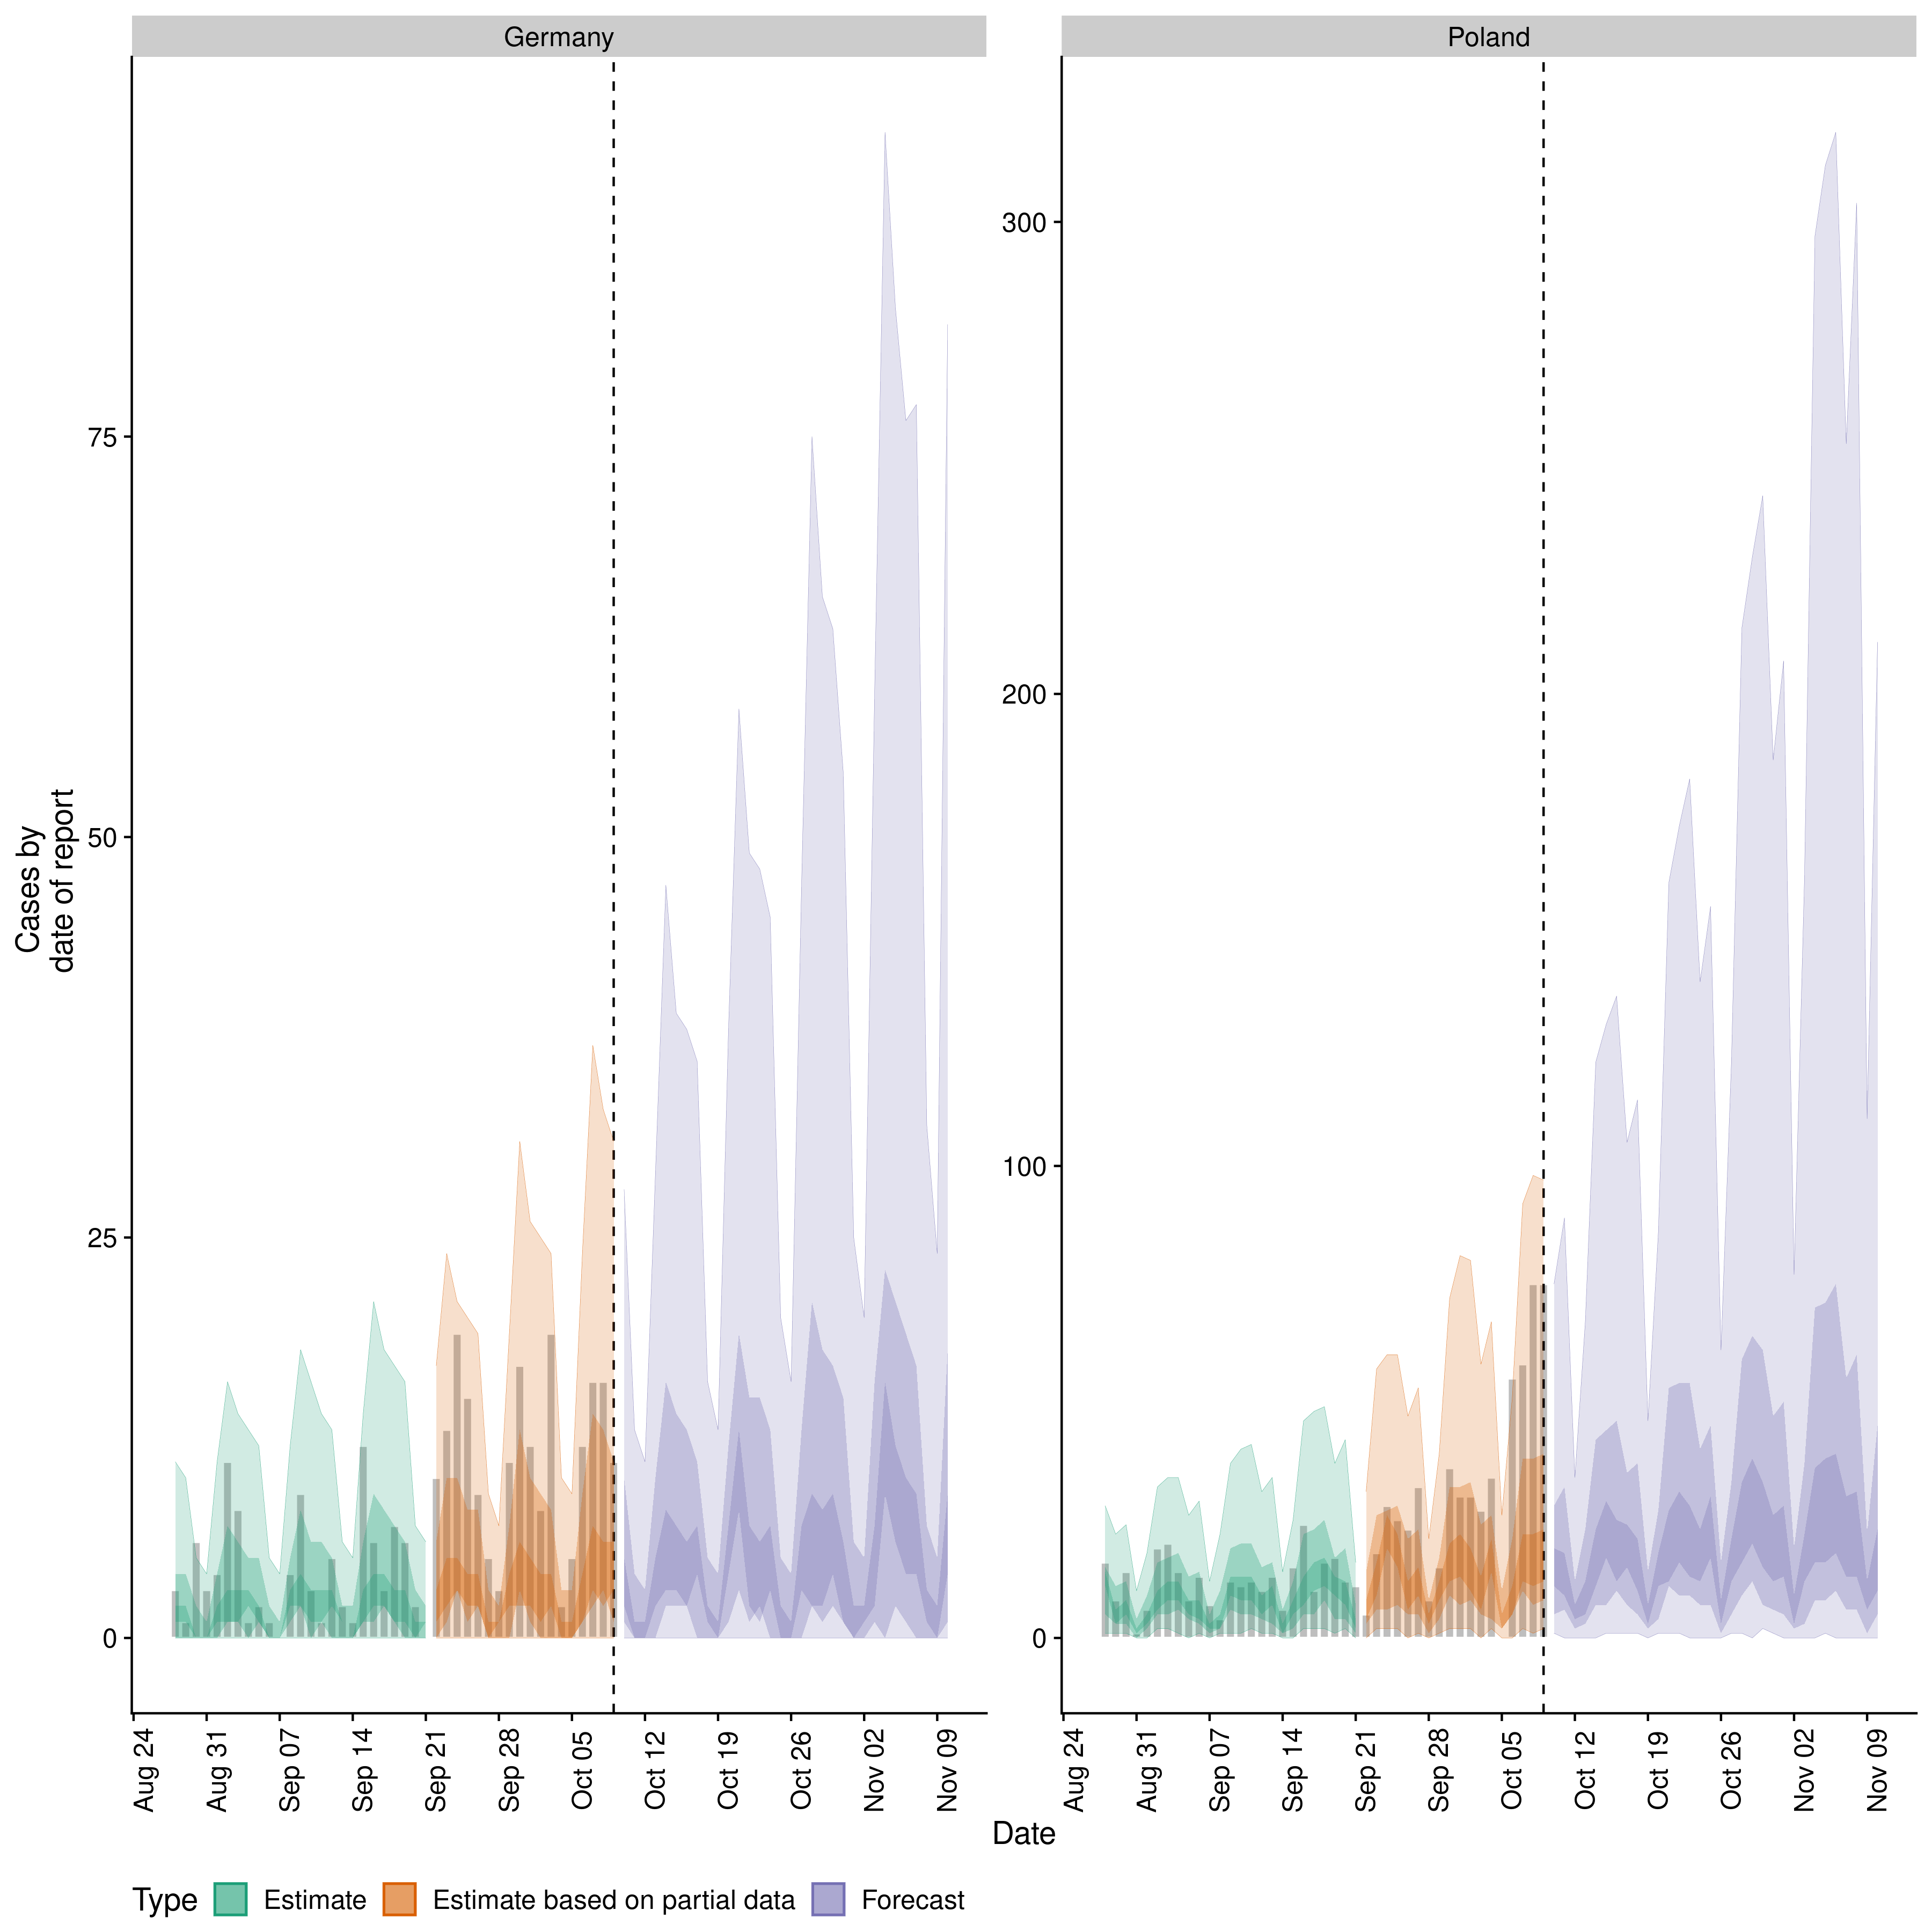 Germany
Poland
Cases by
date of report
75
50
25
0
300
200
100
0
Aug 24
Aug 31
Sep 07
Sep 14
Sep 21
Sep 28
Oct 05
Oct 12
Oct 19
Oct 26
Nov 02
Nov 09
Aug 24
Aug 31
Sep 07
Sep 14
Sep 21
Sep 28
Oct 05
Oct 12
Oct 19
Oct 26
Nov 02
Nov 09
Date
Type Estimate Estimate based on partial data Forecast